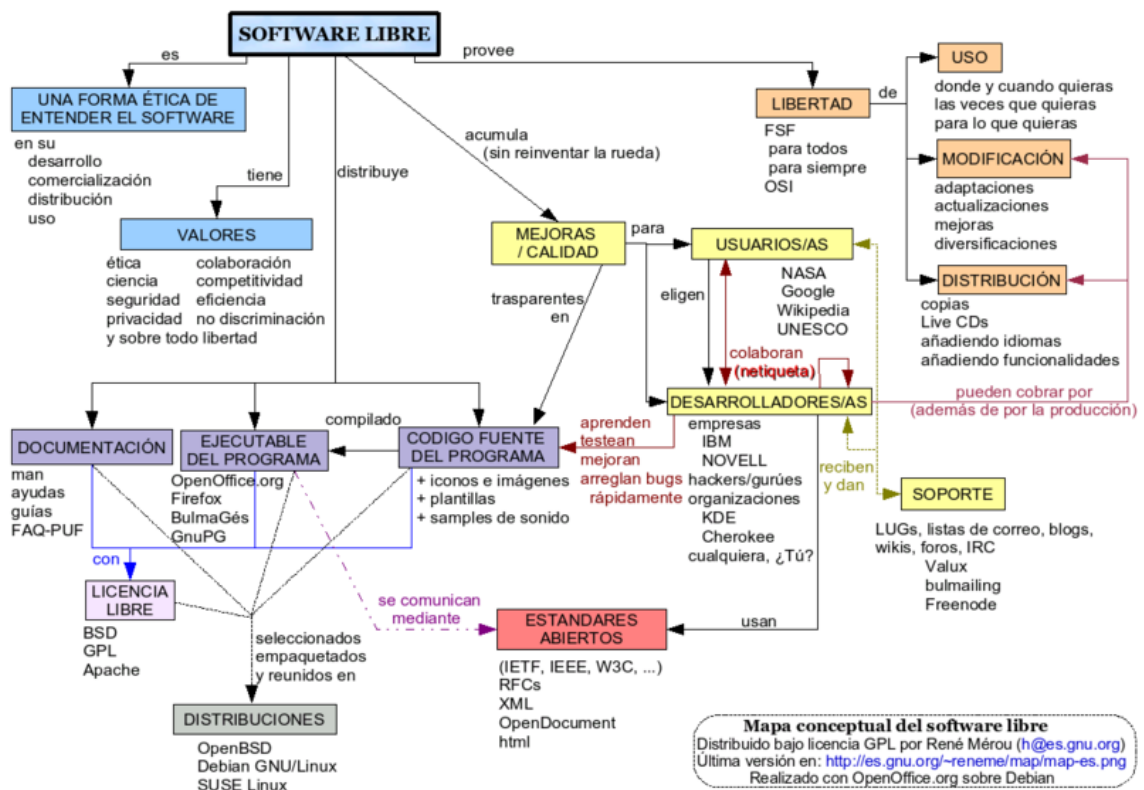 SOFTWARE LIBRE
es
provee
USO
donde y cuando quieras
las veces que quieras
para lo que quieras
UNA FORMA ÉTICA DE
ENTENDER EL SOFTWARE
en su
desarrollo
comercialización
distribución
uso
LIBERTAD
de
FSF
para todos
para siempre
OSI
acumula
(sin reinventar la rueda)
MODIFICACIÓN
adaptaciones
actualizaciones
mejoras
diversificaciones
tiene
distribuye
VALORES
ética
ciencia
seguridad
privacidad
colaboración
competitividad
eficiencia
no discriminación
y sobre todo libertad
MEJORAS
/ CALIDAD
para
USUARIOS/AS
NASA
Google
Wikipedia
UNESCO
DISTRIBUCIÓN
copias
Live CDs
añadiendo idiomas
añadiendo funcionalidades
trasparentes
en
eligen
colaboran
(netiqueta)
DESARROLLADORES/AS
pueden cobrar por
(además de por la producción)
empresas
IBM
NOVELL
hackers/gurúes
organizaciones
KDE
Cherokee
cualquiera, ¿Tú?
DOCUMENTACIÓN
man
ayudas
guías
FAQ-PUF
EJECUTABLE
DEL PROGRAMA
OpenOffice.org
Firefox
BulmaGés
GnuPG
compilado
CODIGO FUENTE
DEL PROGRAMA
+ iconos e imágenes
+ plantillas
+ samples de sonido
aprenden
testean
mejoran
arreglan bugs
rápidamente
reciben
y dan
SOPORTE
LUGs, listas de correo, blogs,
wikis, foros, IRC
Valux
bulmailing
Freenode
con
LICENCIA
LIBRE
BSD
GPL
Apache
se comunican
mediante
ESTANDARES
ABIERTOS
usan
(IETF, IEEE, W3C, ...)
RFCs
XML
OpenDocument
html
seleccionados
empaquetados
y reunidos en
DISTRIBUCIONES
OpenBSD
Debian GNU/Linux
SUSE Linux
Mapa conceptual del software libre
Distribuido bajo licencia GPL por René Mérou (h@es.gnu.org)
Última versión en: http://es.gnu.org/~reneme/map/map-es.png
Realizado con OpenOffice.org sobre Debian